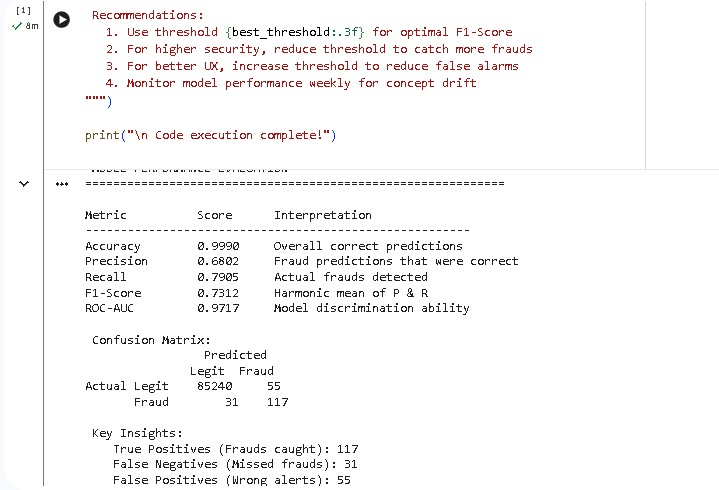 [1]
8m
Recommendations:
1. Use threshold {best_threshold:.3f} for optimal F1-Score
2. For higher security, reduce threshold to catch more frauds
3. For better UX, increase threshold to reduce false alarms
4. Monitor model performance weekly for concept drift
""")
print("\n Code execution complete!")
============================================================
Metric Score Interpretation
-------------------------------------------------------
Accuracy 0.9990 Overall correct predictions
Precision 0.6802 Fraud predictions that were correct
Recall 0.7905 Actual frauds detected
F1-Score 0.7312 Harmonic mean of P & R
ROC-AUC 0.9717 Model discrimination ability
Confusion Matrix:
Predicted
Legit Fraud
Actual Legit 85240 55
Fraud 31 117
Key Insights:
True Positives (Frauds caught): 117
False Negatives (Missed frauds): 31
False Positives (Wrong alerts): 55